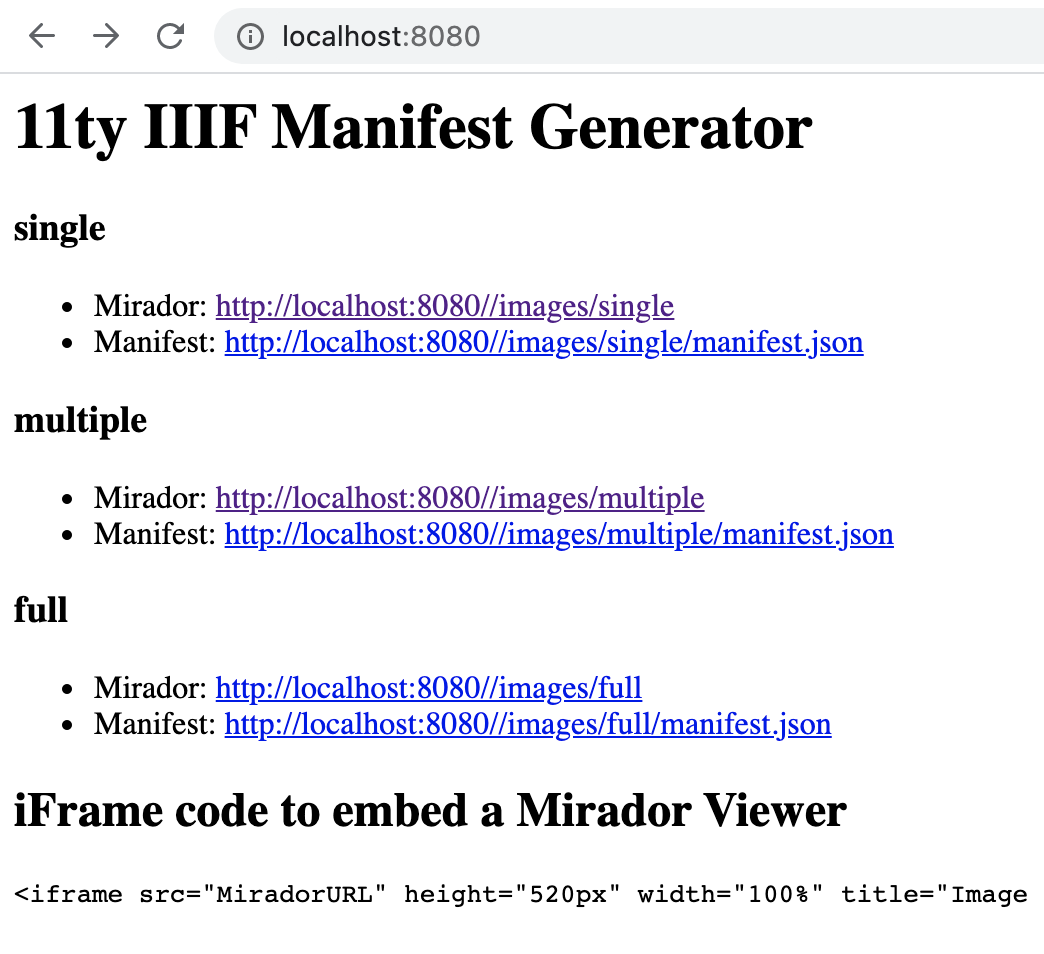 localhost:8080
11ty IIIF Manifest Generator
single
• Mirador: http://localhost:8080//images/single
• Manifest: http://localhost:8080//images/single/manifest.json
multiple
• Mirador: http://localhost:8080//images/multiple
• Manifest: http://localhost:8080//images/multiple/manifest.json
full
• Mirador: http://localhost:8080//images/full
• Manifest: http://localhost:8080//images/full/manifest.json
iFrame code to embed a Mirador Viewer
<iframe src="MiradorURL" height="520px" width="100%" title="Image